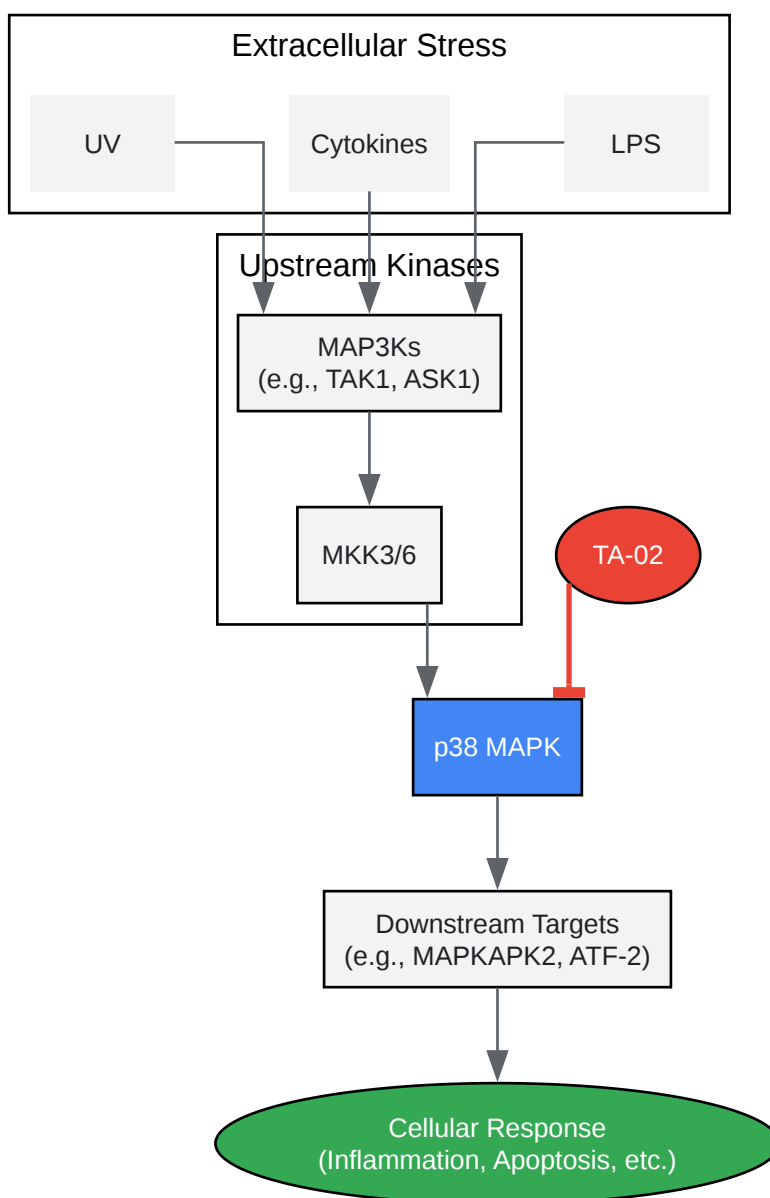 Extracellular Stress
UV
Cytokines
LPS
Upstream Kinases
MAP3Ks
(e.g., TAK1, ASK1)
MKK3/6
TA-02
p38 MAPK
Downstream Targets
(e.g., MAPKAPK2, ATF-2)
Cellular Response
(Inflammation, Apoptosis, etc.)